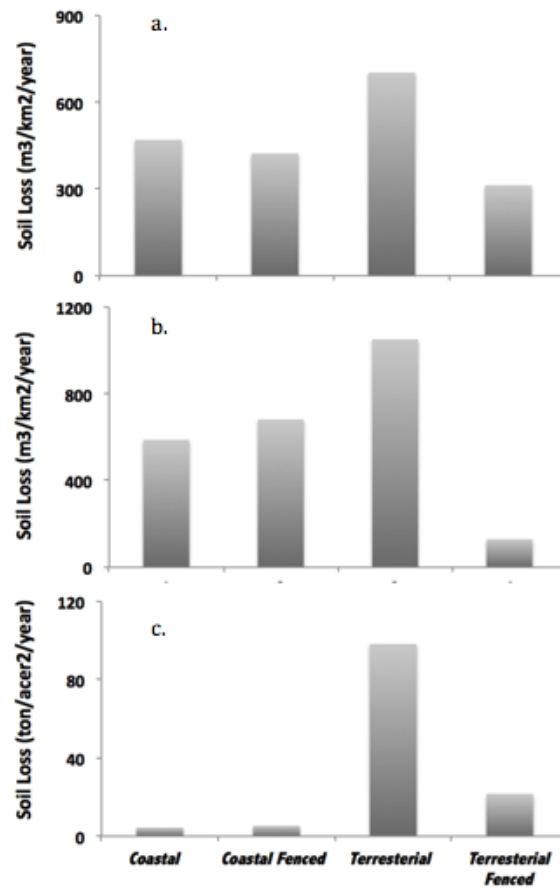 a.
Soil Loss (m3/km2/year)
900
600
300
0
b.
Soil Loss (m3/km2/year)
1200
800
400
0
c.
Soil Loss (ton/acer2/year)
120
80
40
0
Coastal
Coastal Fenced
Terresterial
Terresterial
Fenced